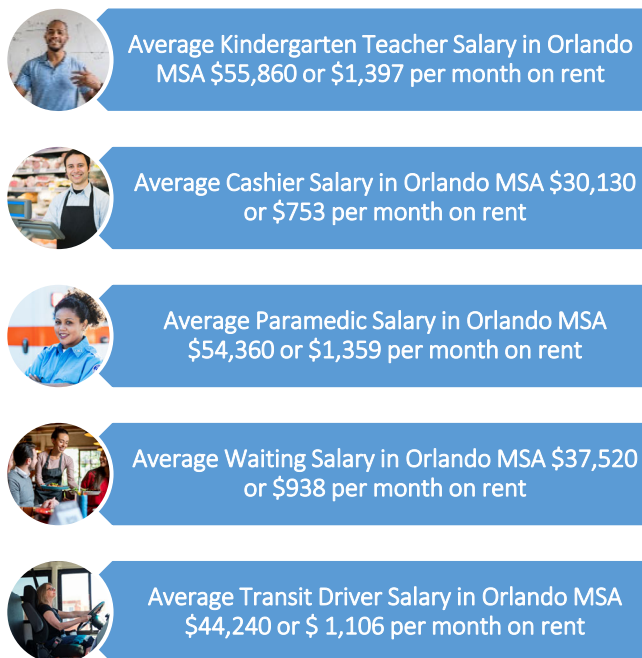 Average Kindergarten Teacher Salary in Orlando
MSA $55,860 or $1,397 per month on rent
Average Cashier Salary in Orlando MSA $30,130
or $753 per month on rent
Average Paramedic Salary in Orlando MSA
$54,360 or $1,359 per month on rent
Average Waiting Salary in Orlando MSA $37,520
or $938 per month on rent
Average Transit Driver Salary in Orlando MSA
$44,240 or $ 1,106 per month on rent